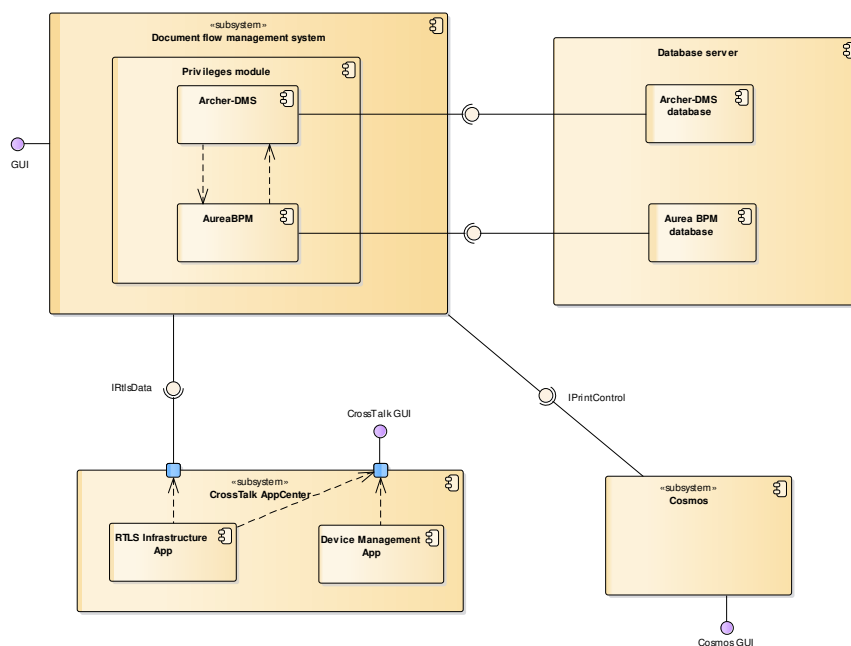 «subsystem»
Document flow management system
Privileges module
Archer-DMS
AureaBPM
GUI
Database server
Archer-DMS
database
Aurea BPM
database
IRtlsData
IPrintControl
CrossTalk GUI
«subsystem»
CrossTalk AppCenter
RTLS Infrastructure
App
Device Management
App
«subsystem»
Cosmos
Cosmos GUI